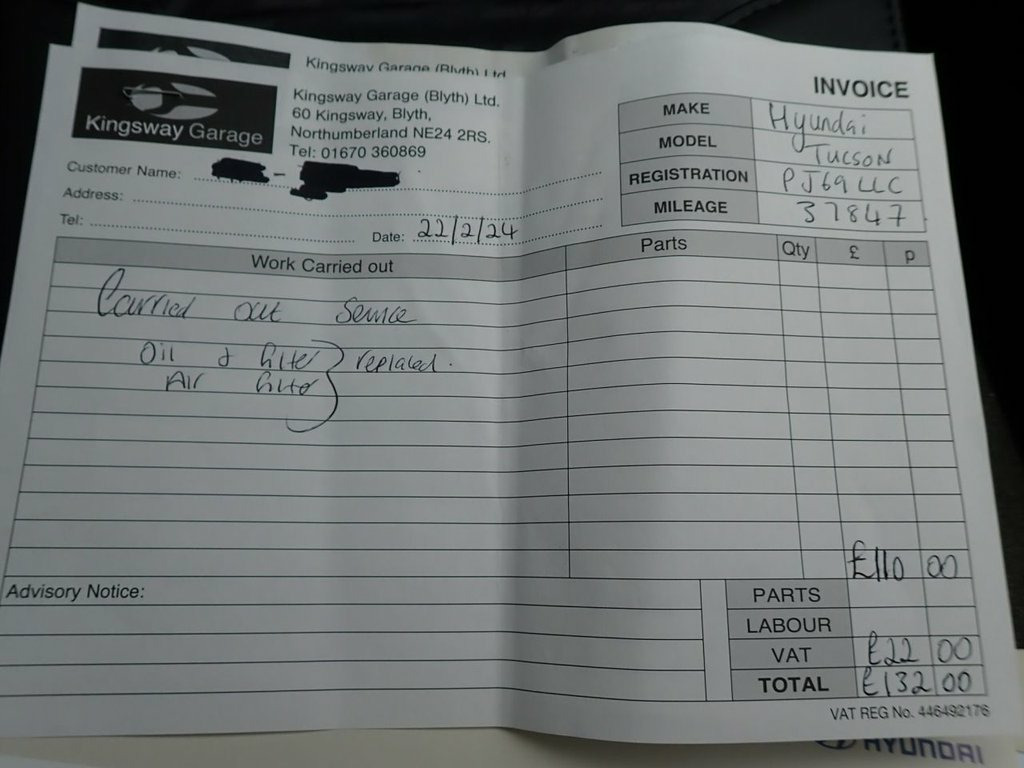 Kingsway Garage (Blyth) Ltd
Kingsway Garage
Kingsway Garage (Blyth) Ltd.
60 Kingsway, Blyth,
Northumberland NE24 2RS.
Tel: 01670 360869
INVOICE
MAKE Hyundai
MODEL TUCSON
REGISTRATION PJ69 LLC
MILEAGE 37847
Customer Name: -
Address:
Tel: Date: 22/2/24
Work Carried out Parts Qty £ p
Carried out Service
Oil & filter replaced.
Air filter
£110 00
Advisory Notice:
PARTS
LABOUR
VAT £22 00
TOTAL £132 00
VAT REG No. 446492176
HYUNDAI